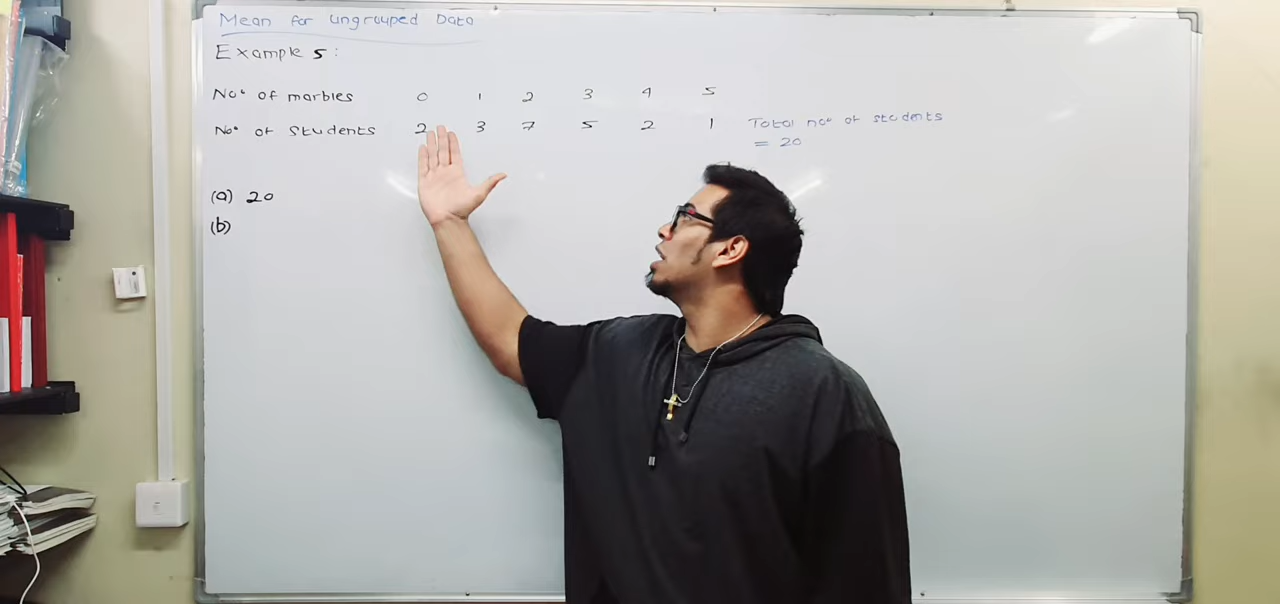 Mean for Ungrouped Data
Example 5:
No. of marbles 0 1 2 3 4 5
No. of Students 2 3 7 5 2 1 Total no. of students
= 20
(a) 20
(b)